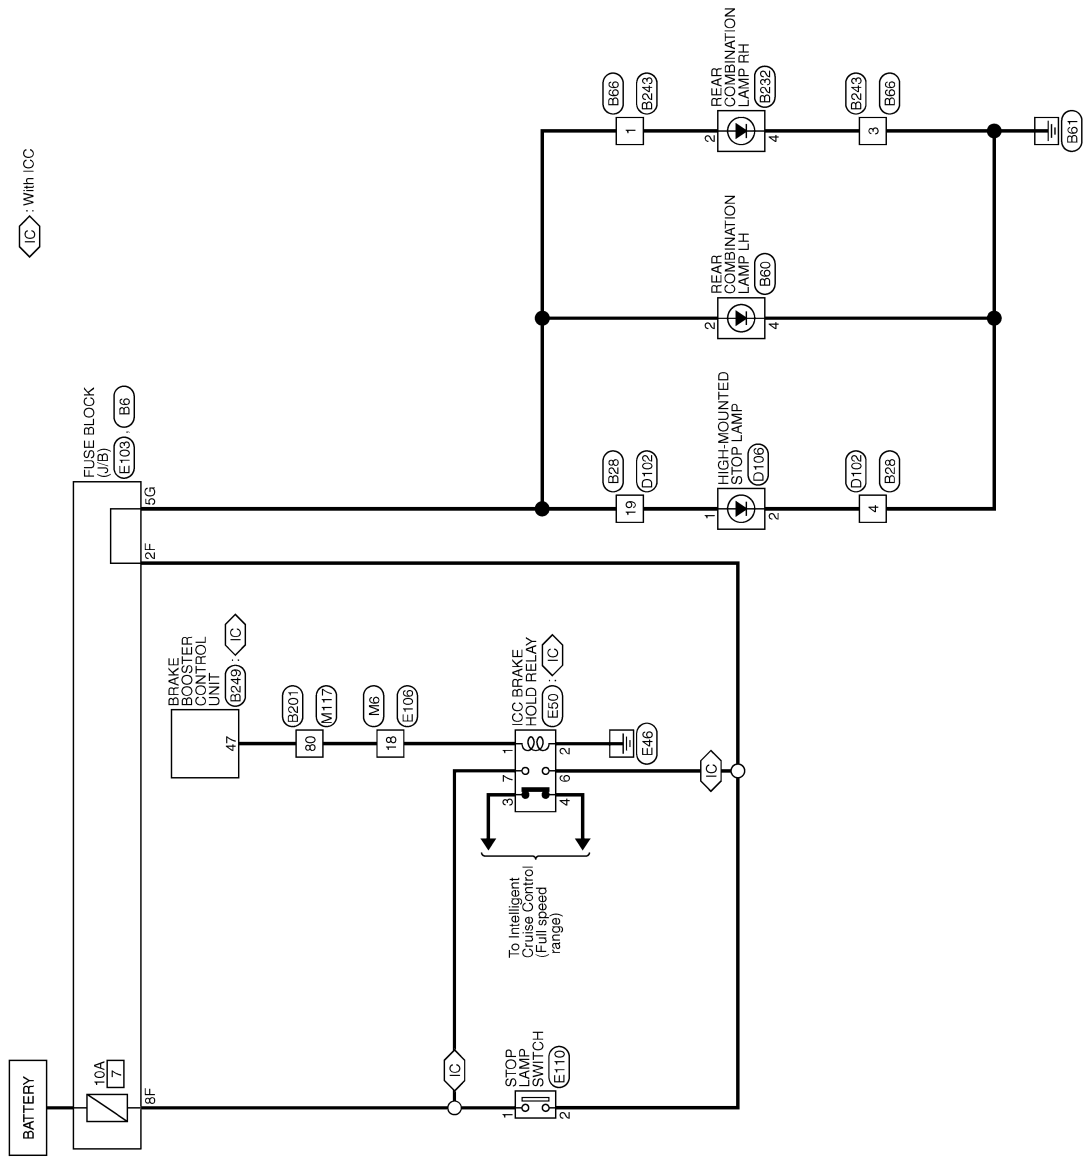 IC : With ICC
BATTERY
10A
7
8F
FUSE BLOCK
(J/B)
E103 , B6
2F
5G
BRAKE
BOOSTER
CONTROL
UNIT
B249 : IC
47
B201
80
M117
M6
18
E106
ICC BRAKE
HOLD RELAY
E50 : IC
1
2
7
6
3
4
E46
To Intelligent
Cruise Control
(Full speed
range)
IC
IC
STOP
LAMP
SWITCH
E110
1
2
B28
19
D102
HIGH-MOUNTED
STOP LAMP
D106
1
2
D102
4
B28
REAR
COMBINATION
LAMP LH
B60
2
4
B66
1
B243
REAR
COMBINATION
LAMP RH
B232
2
4
B243
3
B66
B61